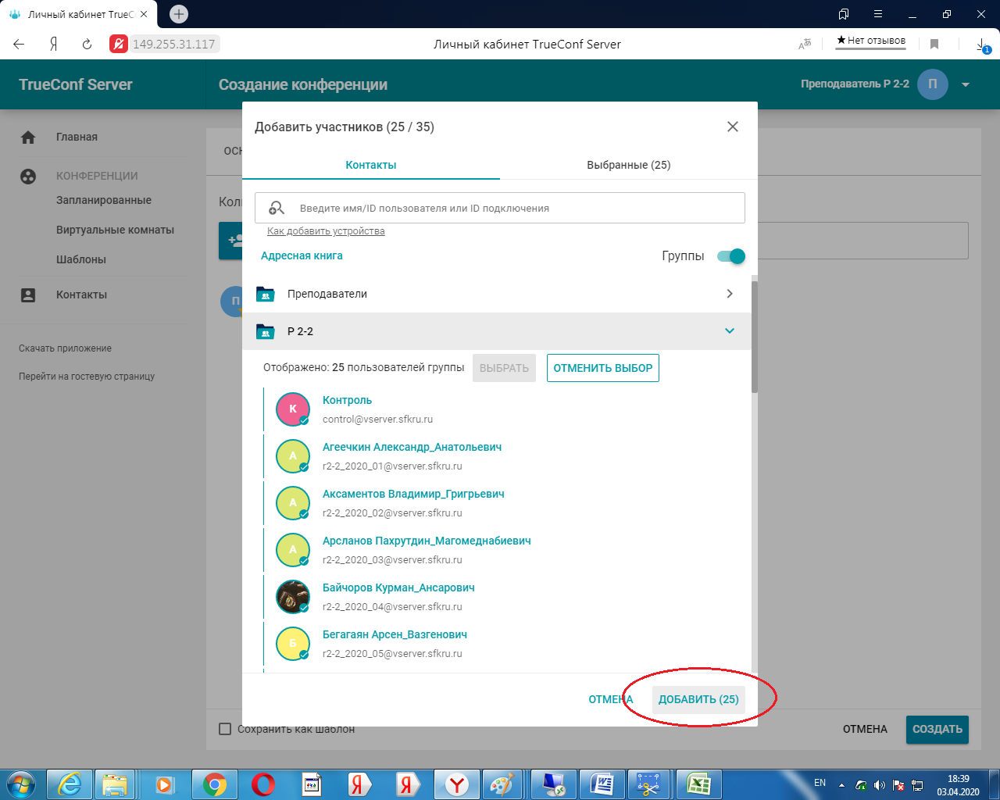 Личный кабинет TrueC
149.255.31.117
Личный кабинет TrueConf Server
Нет отзывов
1
TrueConf Server
Создание конференции
Преподаватель Р 2-2
П
Добавить участников (25 / 35)
Главная
Контакты
Выбранные (25)
КОНФЕРЕНЦИИ
Запланированные
Введите имя/ID пользователя или ID подключения
Как добавить устройства
Виртуальные комнаты
Адресная книга
Группы
Шаблоны
Контакты
П
Преподаватели
Р 2-2
Скачать приложение
Отображено: 25 пользователей группы
ВЫБРАТЬ
ОТМЕНИТЬ ВЫБОР
Перейти на гостевую страницу
К
Контроль
control@vserver.sfkru.ru
А
Агеечкин Александр_Анатольевич
r2-2_2020_01@vserver.sfkru.ru
А
Аксаментов Владимир_Григрьевич
r2-2_2020_02@vserver.sfkru.ru
А
Арсланов Пахрутдин_Магомеднабиевич
r2-2_2020_03@vserver.sfkru.ru
Байчоров Курман_Ансарович
r2-2_2020_04@vserver.sfkru.ru
Б
Бегагаян Арсен_Вазгенович
r2-2_2020_05@vserver.sfkru.ru
ОТМЕНА
ДОБАВИТЬ (25)
Сохранить как шаблон
ОТМЕНА
СОЗДАТЬ
EN
18:39
03.04.2020